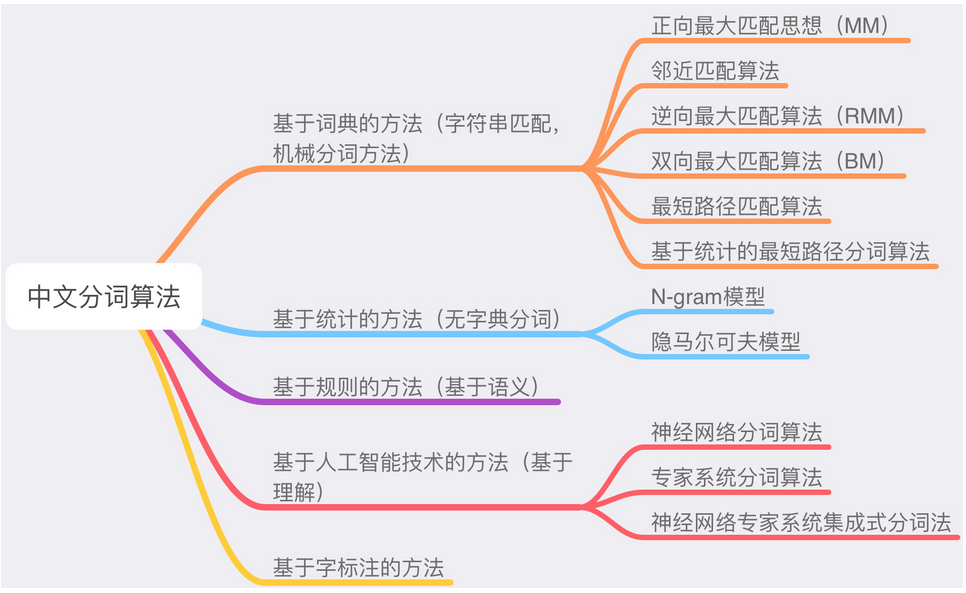 中文分词算法
基于词典的方法（字符串匹配，
机械分词方法）
正向最大匹配思想（MM）
邻近匹配算法
逆向最大匹配算法（RMM）
双向最大匹配算法（BM）
最短路径匹配算法
基于统计的最短路径分词算法
基于统计的方法（无字典分词）
N-gram模型
隐马尔可夫模型
基于规则的方法（基于语义）
基于人工智能技术的方法（基于
理解）
神经网络分词算法
专家系统分词算法
神经网络专家系统集成式分词法
基于字标注的方法